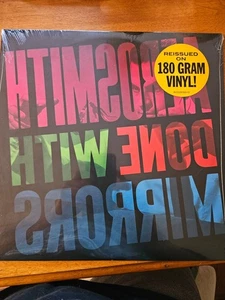 AEROSMITH
DONE WITH
MIRRORS
REISSUED
ON
180 GRAM
VINYL!